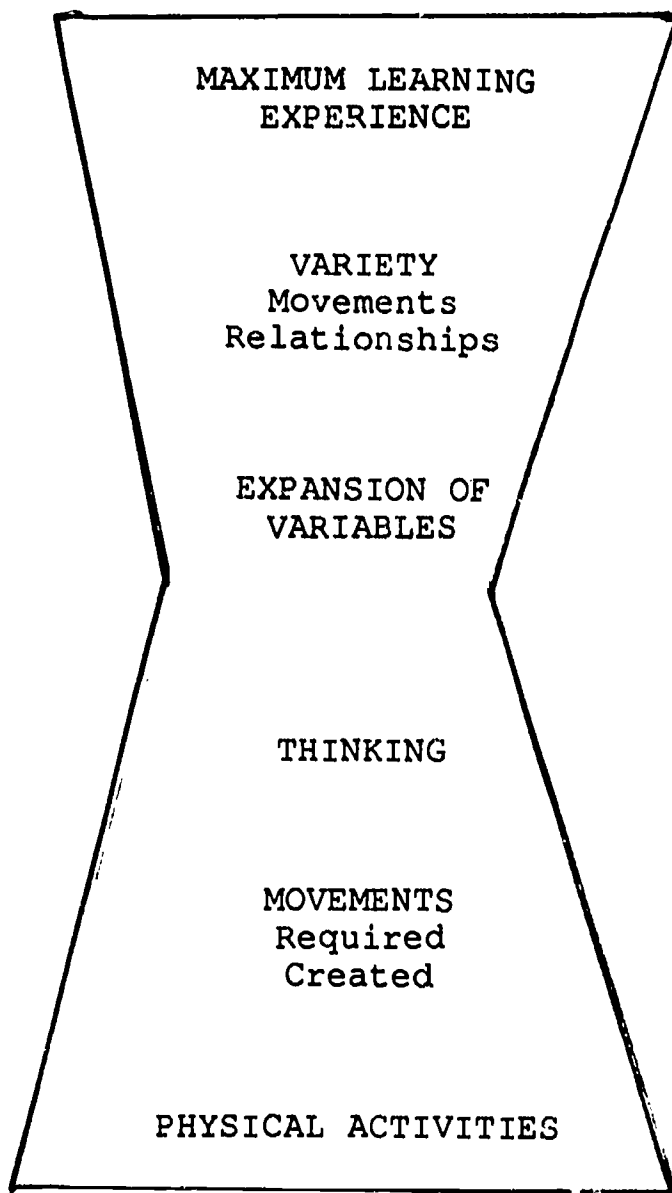 MAXIMUM LEARNING
EXPERIENCE
VARIETY
Movements
Relationships
EXPANSION OF
VARIABLES
THINKING
MOVEMENTS
Required
Created
PHYSICAL ACTIVITIES